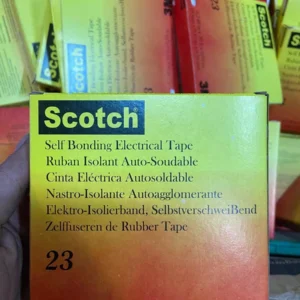 Scotch
Self Bonding Electrical Tape
Ruban Isolant Auto-Soudable
Cinta Eléctrica Autosoldable
Nastro-Isolante Autoagglomerante
Elektro-Isolierband, Selbstverschweißend
Zelffuseren de Rubber Tape
23